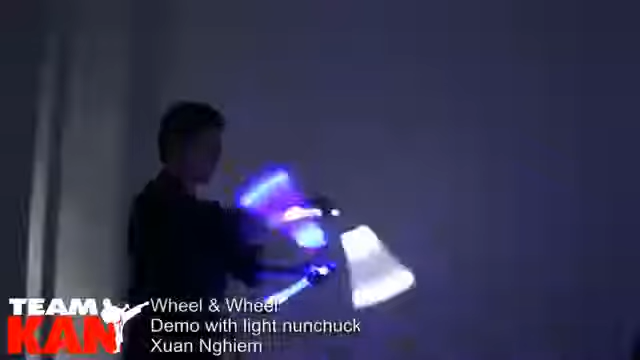 TEAM
KAN
Wheel & Wheel
Demo with light nunchuck
Xuan Nghiem